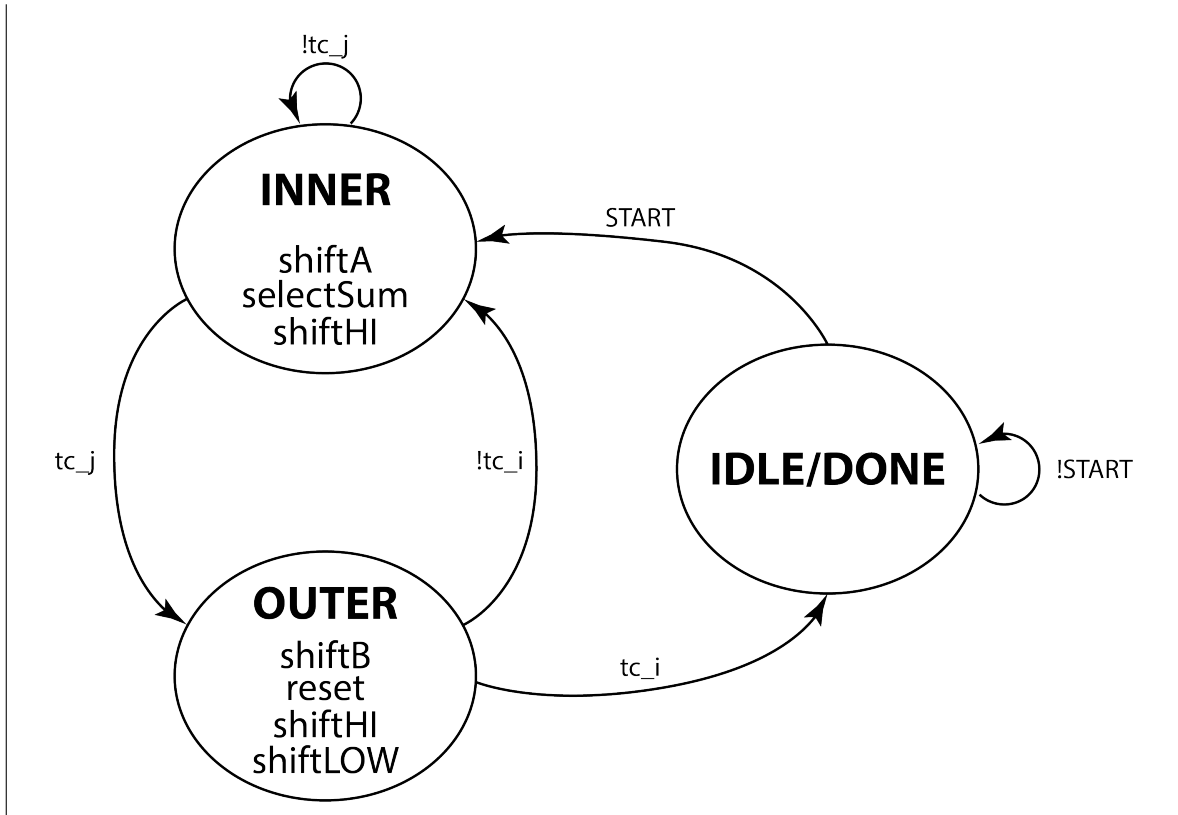 !tc_j
INNER
shiftA
selectSum
shiftHI
START
tc_j
!tc_i
IDLE/DONE
!START
OUTER
shiftB
reset
shiftHI
shiftLOW
tc_i